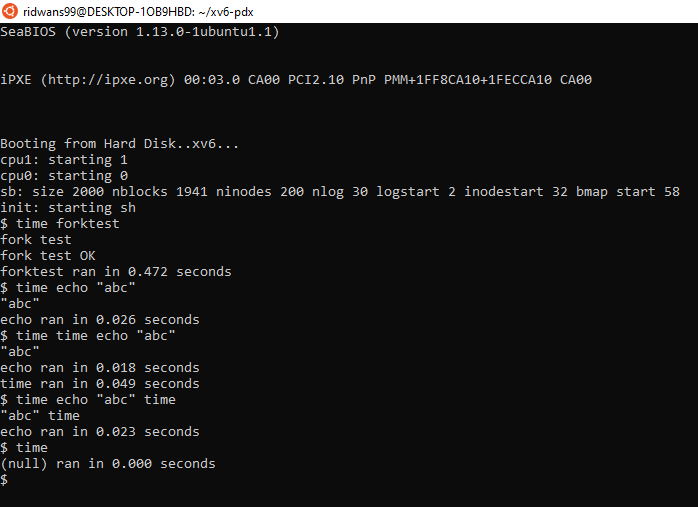 ridwans99@DESKTOP-1OB9HBD: ~/xv6-pdx
SeaBIOS (version 1.13.0-1ubuntu1.1)
iPXE (http://ipxe.org) 00:03.0 CA00 PCI2.10 PnP PMM+1FF8CA10+1FECCA10 CA00
Booting from Hard Disk..xv6...
cpu1: starting 1
cpu0: starting 0
sb: size 2000 nblocks 1941 ninodes 200 nlog 30 logstart 2 inodestart 32 bmap start 58
init: starting sh
$ time forktest
fork test
fork test OK
forktest ran in 0.472 seconds
$ time echo "abc"
"abc"
echo ran in 0.026 seconds
$ time time echo "abc"
"abc"
echo ran in 0.018 seconds
time ran in 0.049 seconds
$ time echo "abc" time
"abc" time
echo ran in 0.023 seconds
$ time
(null) ran in 0.000 seconds
$